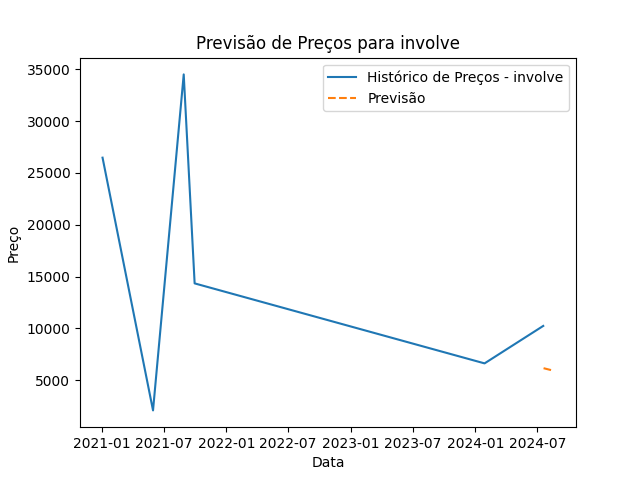 Previsão de Preços para involve
Histórico de Preços - involve
Previsão
Preço
35000
30000
25000
20000
15000
10000
5000
2021-01 2021-07 2022-01 2022-07 2023-01 2023-07 2024-01 2024-07
Data